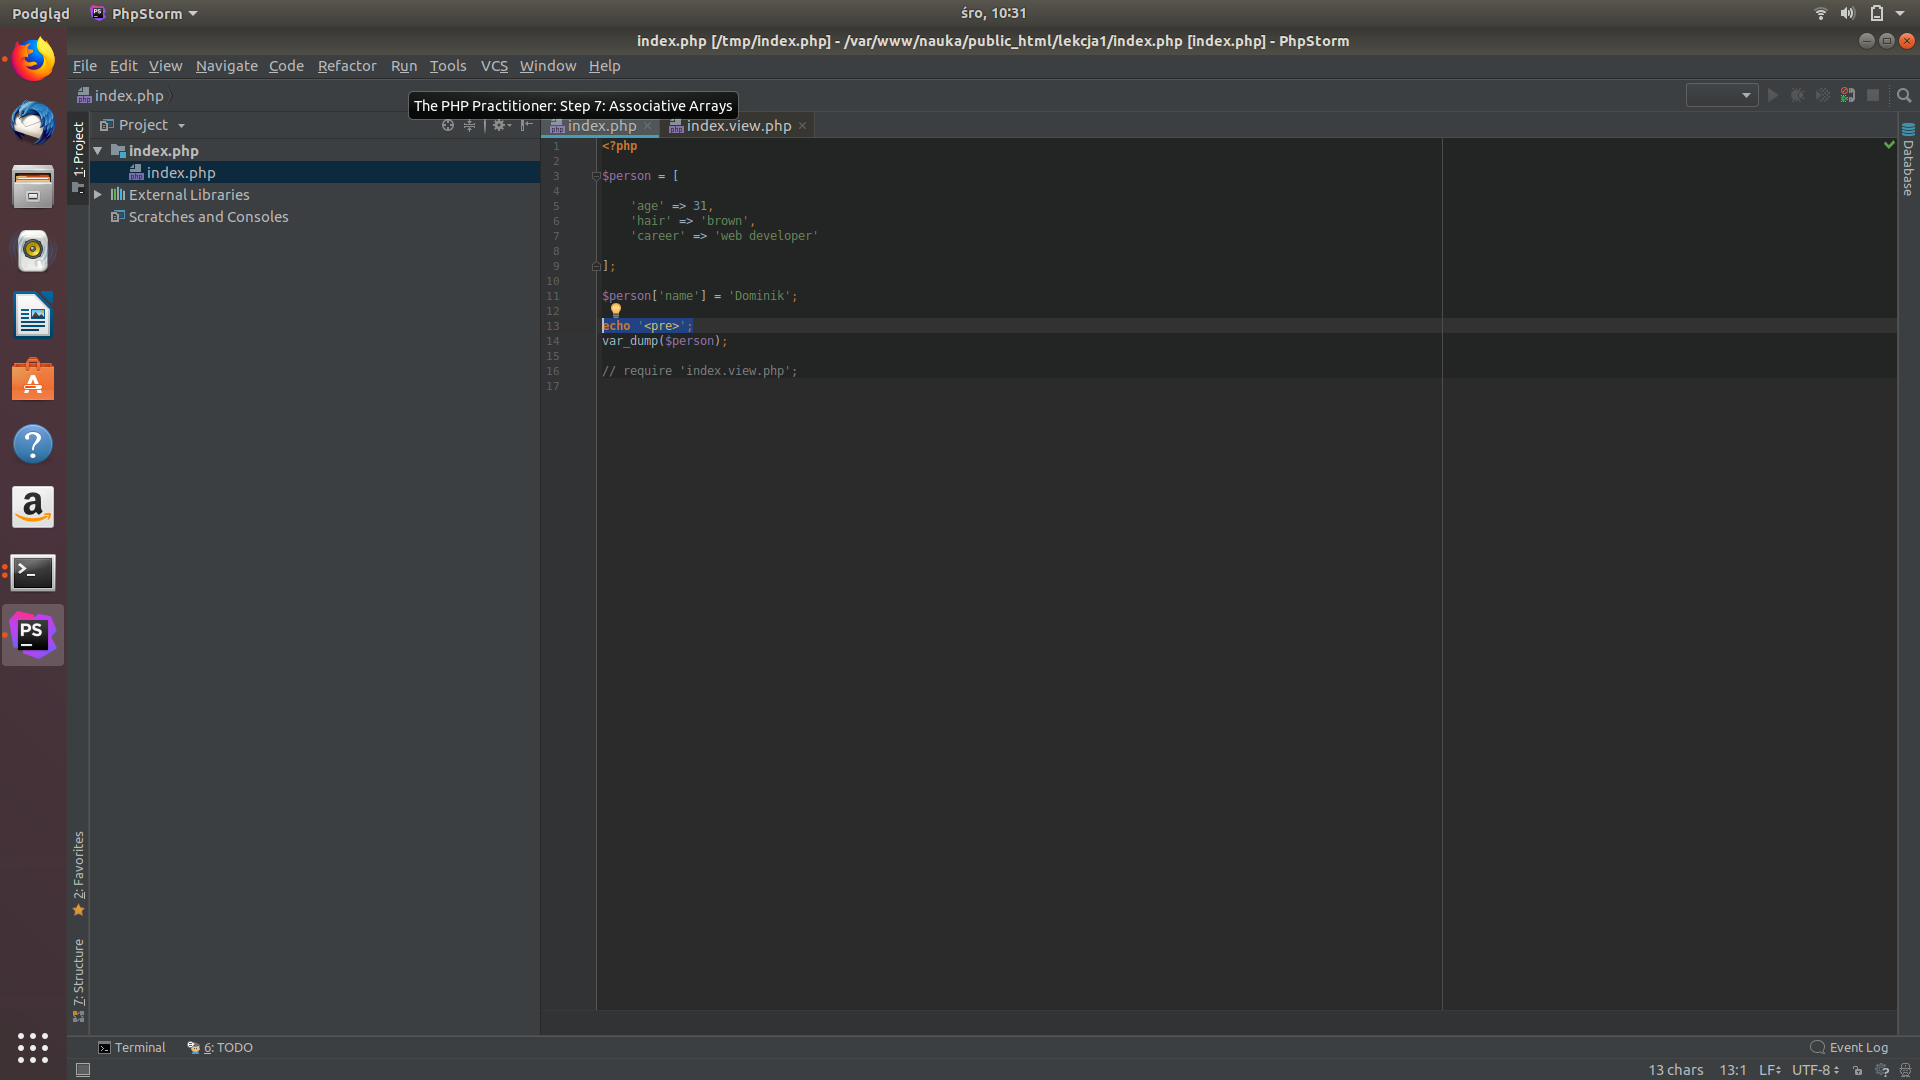 Podgląd PhpStorm śro, 10:31
index.php [/tmp/index.php] - /var/www/nauka/public_html/lekcja1/index.php [index.php] - PhpStorm
File Edit View Navigate Code Refactor Run Tools VCS Window Help
index.php
The PHP Practitioner: Step 7: Associative Arrays
Project
index.php index.view.php
1: Project
index.php
index.php
External Libraries
Scratches and Consoles
2: Favorites
7: Structure
1 <?php
2
3 $person = [
4
5 'age' => 31,
6 'hair' => 'brown',
7 'career' => 'web developer'
8
9 ];
10
11 $person['name'] = 'Dominik';
12
13 echo '<pre>';
14 var_dump($person);
15
16 // require 'index.view.php';
17
Database
PS
Terminal 6: TODO Event Log
13 chars 13:1 LF UTF-8